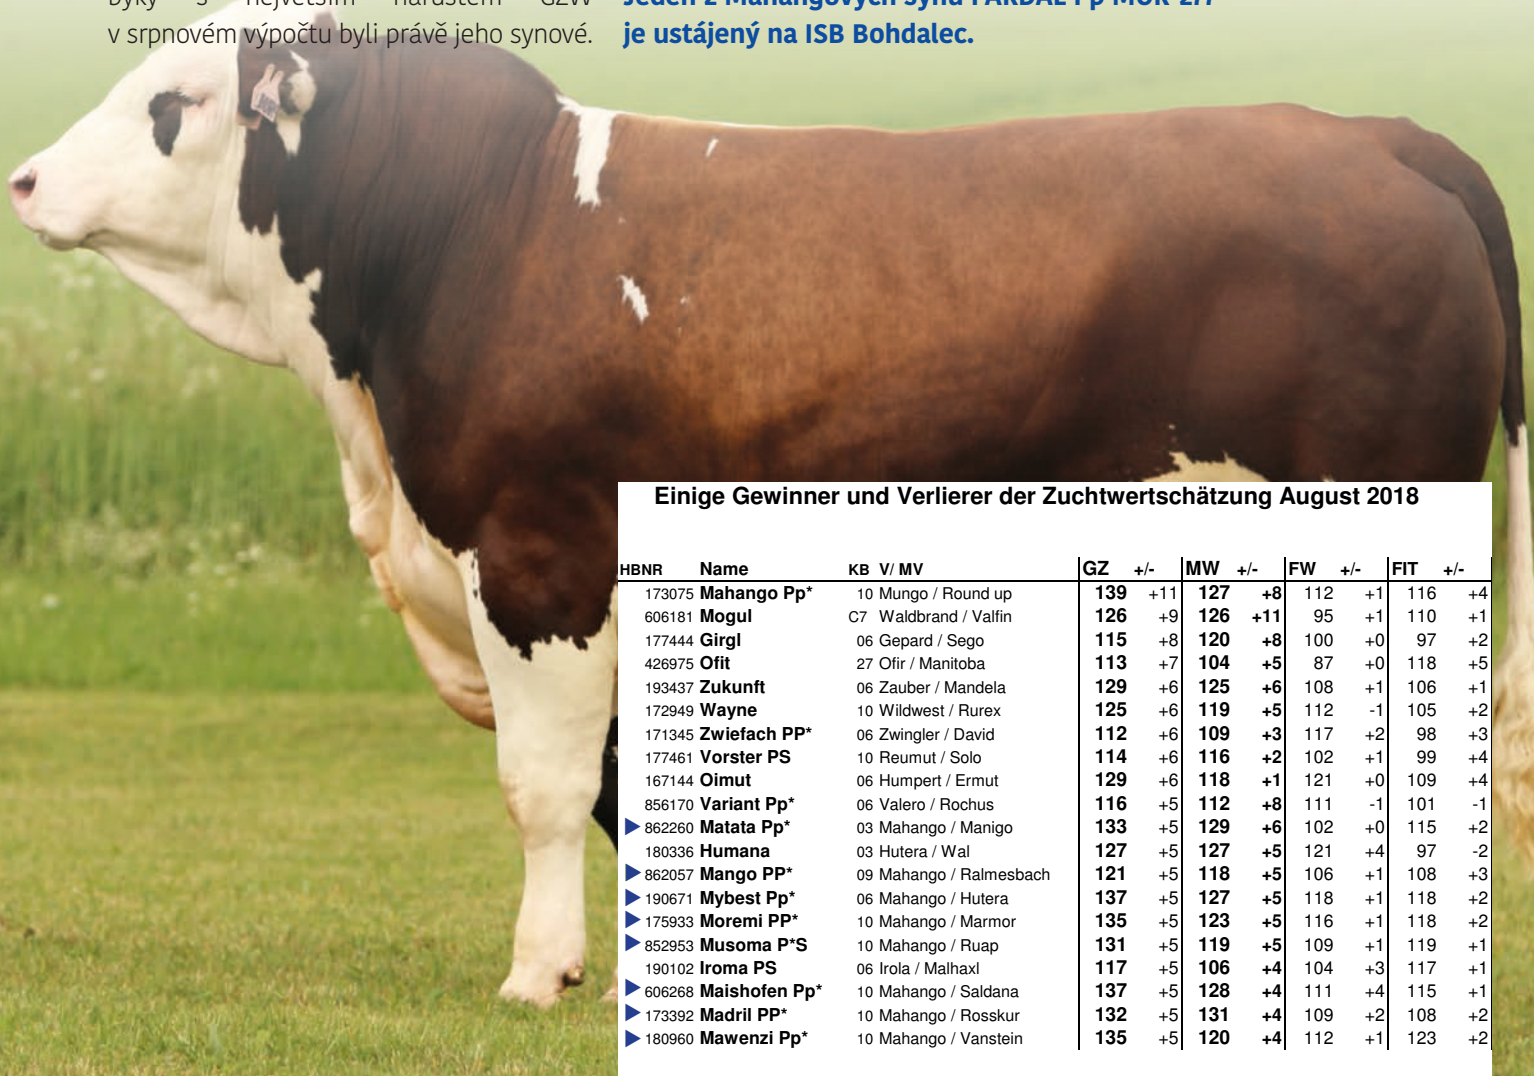 byky s největším nárůstem GZW
v srpnovém výpočtu byli právě jeho synové.
Jeden z Mahangových synů PARDAL Pp MOR-277
je ustájený na ISB Bohdalec.
Einige Gewinner und Verlierer der Zuchtwertschätzung August 2018
HBNR Name KB V/ MV GZ +/- MW +/- FW +/- FIT +/-
173075 Mahango Pp* 10 Mungo / Round up 139 +11 127 +8 112 +1 116 +4
606181 Mogul C7 Waldbrand / Valfin 126 +9 126 +11 95 +1 110 +1
177444 Girgl 06 Gepard / Sego 115 +8 120 +8 100 +0 97 +2
426975 Ofit 27 Ofir / Manitoba 113 +7 104 +5 87 +0 118 +5
193437 Zukunft 06 Zauber / Mandela 129 +6 125 +6 108 +1 106 +1
172949 Wayne 10 Wildwest / Rurex 125 +6 119 +5 112 -1 105 +2
171345 Zwiefach PP* 06 Zwingler / David 112 +6 109 +3 117 +2 98 +3
177461 Vorster PS 10 Reumut / Solo 114 +6 116 +2 102 +1 99 +4
167144 Oimut 06 Humpert / Ermut 129 +6 118 +1 121 +0 109 +4
856170 Variant Pp* 06 Valero / Rochus 116 +5 112 +8 111 -1 101 -1
862260 Matata Pp* 03 Mahango / Manigo 133 +5 129 +6 102 +0 115 +2
180336 Humana 03 Hutera / Wal 127 +5 127 +5 121 +4 97 -2
862057 Mango PP* 09 Mahango / Ralmesbach 121 +5 118 +5 106 +1 108 +3
190671 Mybest Pp* 06 Mahango / Hutera 137 +5 127 +5 118 +1 118 +2
175933 Moremi PP* 10 Mahango / Marmor 135 +5 123 +5 116 +1 118 +2
852953 Musoma P*S 10 Mahango / Ruap 131 +5 119 +5 109 +1 119 +1
190102 Iroma PS 06 Irola / Malhaxl 117 +5 106 +4 104 +3 117 +1
606268 Maishofen Pp* 10 Mahango / Saldana 137 +5 128 +4 111 +4 115 +1
173392 Madril PP* 10 Mahango / Rosskur 132 +5 131 +4 109 +2 108 +2
180960 Mawenzi Pp* 10 Mahango / Vanstein 135 +5 120 +4 112 +1 123 +2